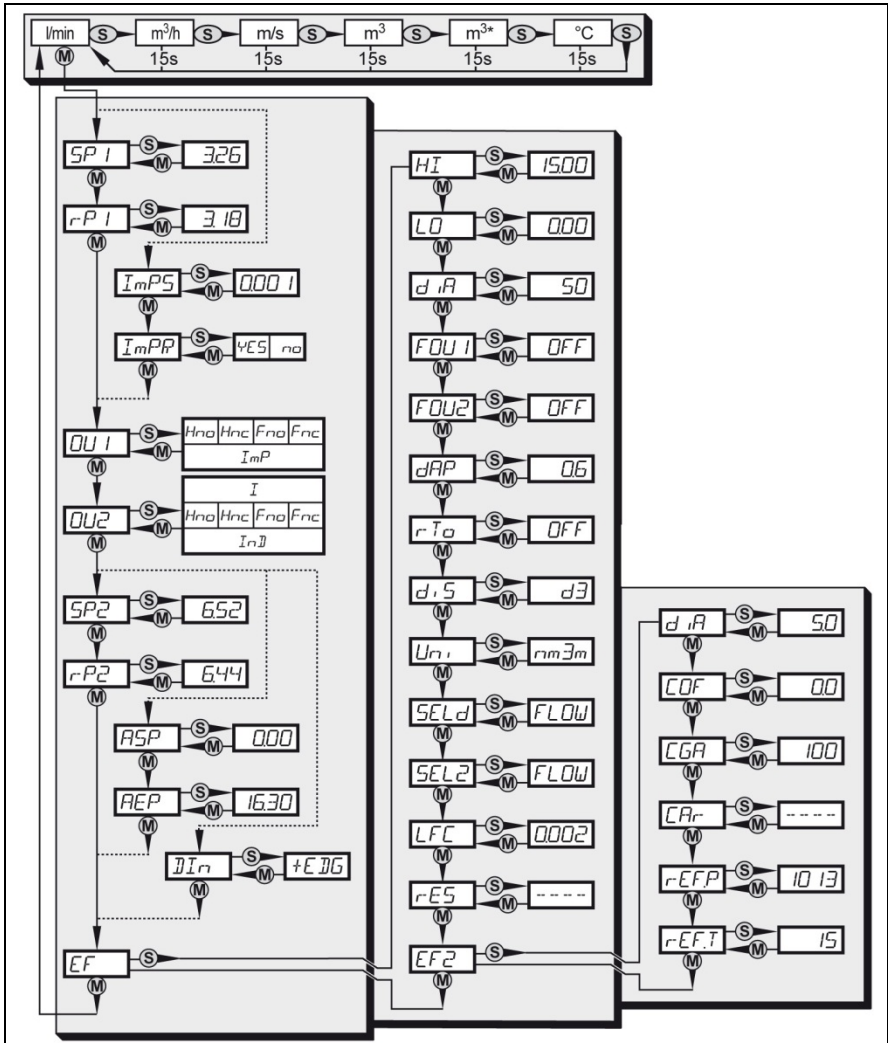 l/min S m³/h S m/s S m³ S m³* S °C S
M 15s 15s 15s 15s 15s
SP1 S M 3.26
M
rP1 S M 3.18
M
ImPS S M 0.001
M
ImPR S M YES no
M
OU1 S M Hno Hnc Fno Fnc
ImP
M
I
OU2 S M Hno Hnc Fno Fnc
InD
M
SP2 S M 6.52
M
rP2 S M 6.44
M
ASP S M 0.00
M
AEP S M 16.30
M
DIn S M +EDG
M
EF S
M
HI S M 15.00
M
LO S M 0.00
M
diA S M 50
M
FOU1 S M OFF
M
FOU2 S M OFF
M
dAP S M 0.6
M
rTo S M OFF
M
diS S M d3
M
Uni S M nm3m
M
SELd S M FLOW
M
SEL2 S M FLOW
M
LFC S M 0.002
M
rES S M ----
M
EF2 S
M
diA S M 5.0
M
COF S M 0.0
M
CGA S M 100
M
CAr S M ----
M
rEF.P S M 1013
M
rEF.T S M 15
M